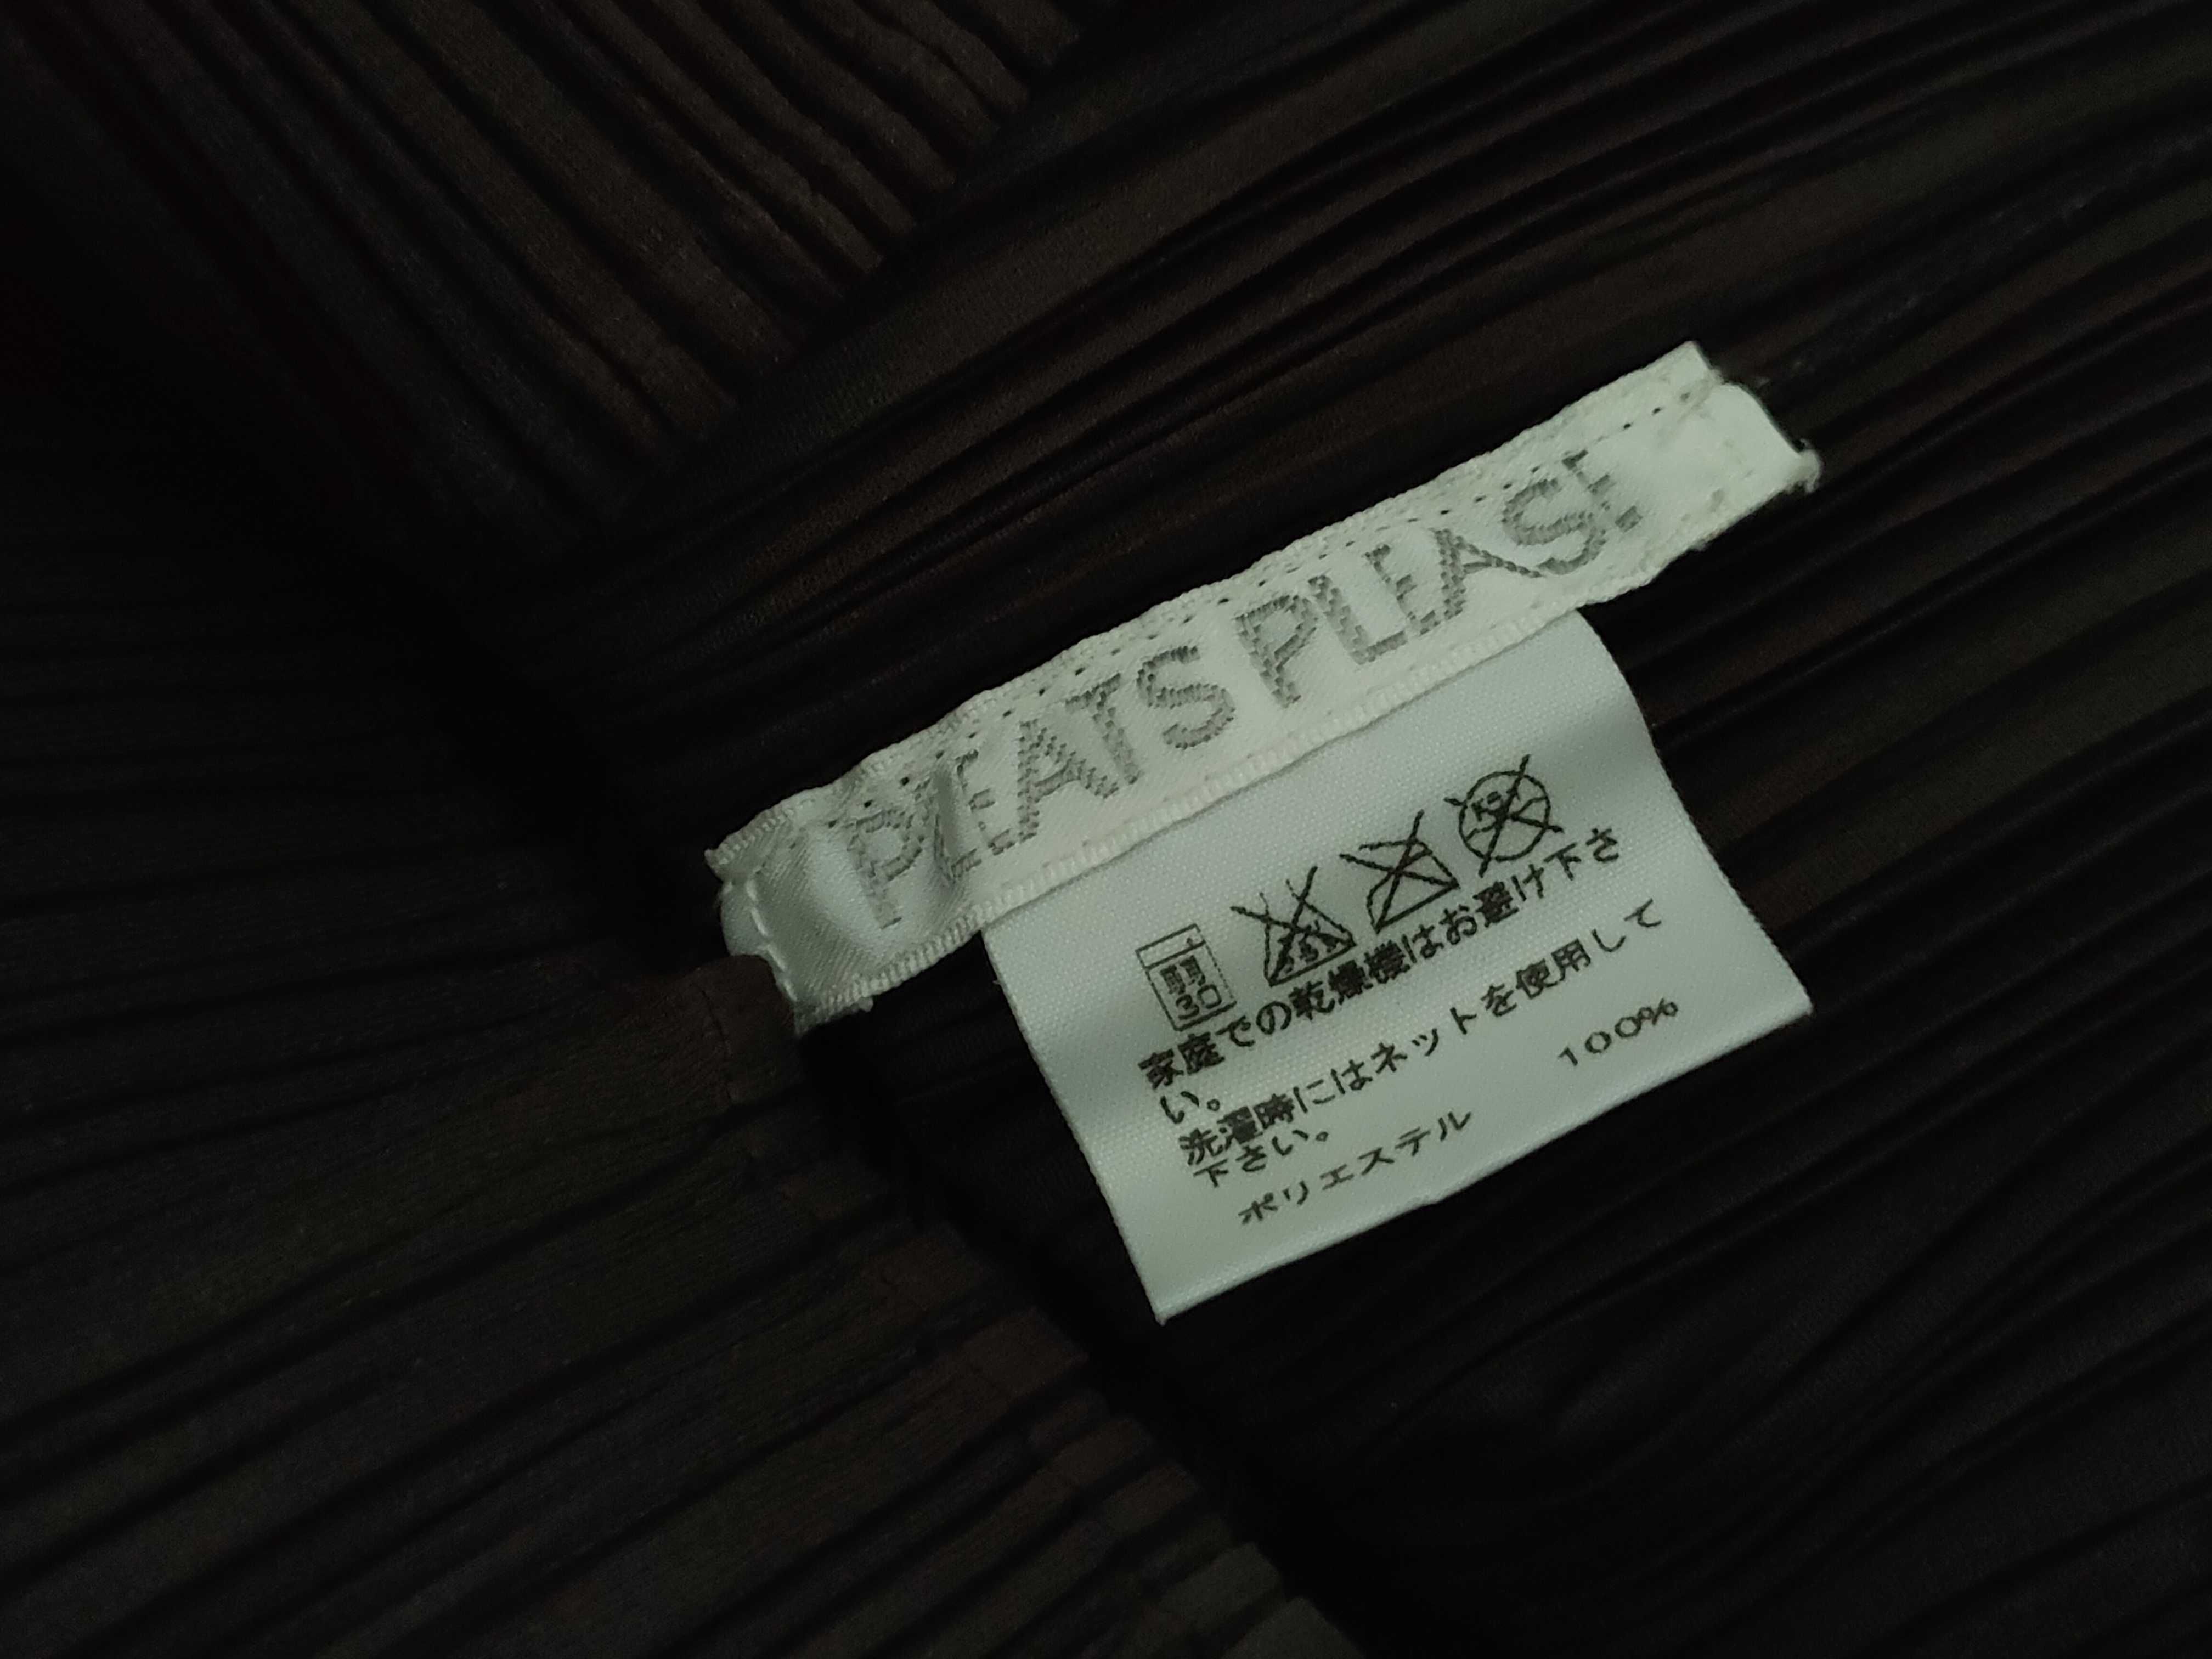 PLEATS PLEASE
家庭での乾燥機はお避け下さ
い。
洗濯時にはネットを使用して
下さい。
ポリエステル 100%